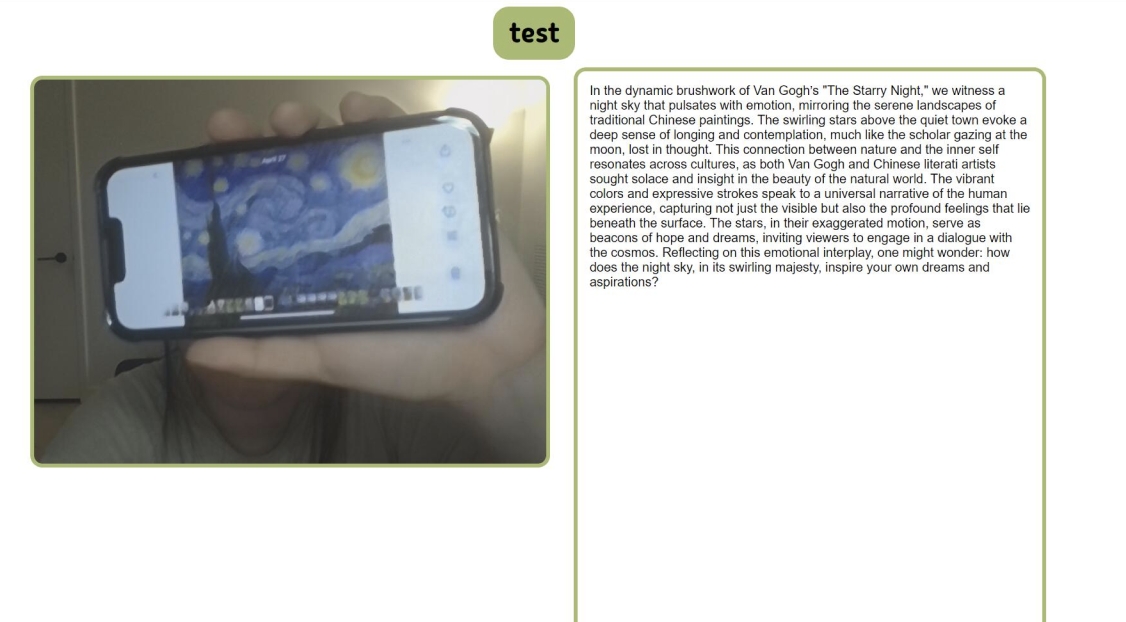 test
April 27
In the dynamic brushwork of Van Gogh's "The Starry Night," we witness a
night sky that pulsates with emotion, mirroring the serene landscapes of
traditional Chinese paintings. The swirling stars above the quiet town evoke a
deep sense of longing and contemplation, much like the scholar gazing at the
moon, lost in thought. This connection between nature and the inner self
resonates across cultures, as both Van Gogh and Chinese literati artists
sought solace and insight in the beauty of the natural world. The vibrant
colors and expressive strokes speak to a universal narrative of the human
experience, capturing not just the visible but also the profound feelings that lie
beneath the surface. The stars, in their exaggerated motion, serve as
beacons of hope and dreams, inviting viewers to engage in a dialogue with
the cosmos. Reflecting on this emotional interplay, one might wonder: how
does the night sky, in its swirling majesty, inspire your own dreams and
aspirations?